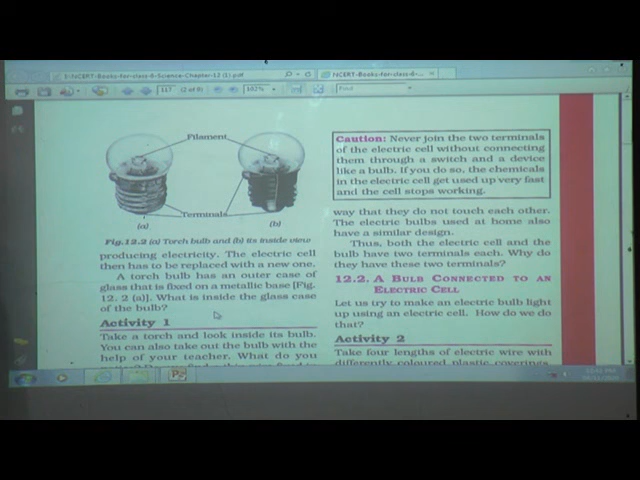 E:\NCERT-Books-for-class-6-Science-Chapter-12 (1).pdf
NCERT-Books-for-class-6-...
117
(2 of 8)
102%
Find
Filament
Terminals
(a)
(b)
Fig.12.2 (a) Torch bulb and (b) its inside view
producing electricity. The electric cell
then has to be replaced with a new one.
A torch bulb has an outer case of
glass that is fixed on a metallic base [Fig.
12. 2 (a)]. What is inside the glass case
of the bulb?
Activity 1
Take a torch and look inside its bulb.
You can also take out the bulb with the
help of your teacher. What do you
Caution: Never join the two terminals
of the electric cell without connecting
them through a switch and a device
like a bulb. If you do so, the chemicals
in the electric cell get used up very fast
and the cell stops working.
way that they do not touch each other.
The electric bulbs used at home also
have a similar design.
Thus, both the electric cell and the
bulb have two terminals each. Why do
they have these two terminals?
12.2. A BULB CONNECTED TO AN
ELECTRIC CELL
Let us try to make an electric bulb light
up using an electric cell. How do we do
that?
Activity 2
Take four lengths of electric wire with
differently coloured plastic coverings.